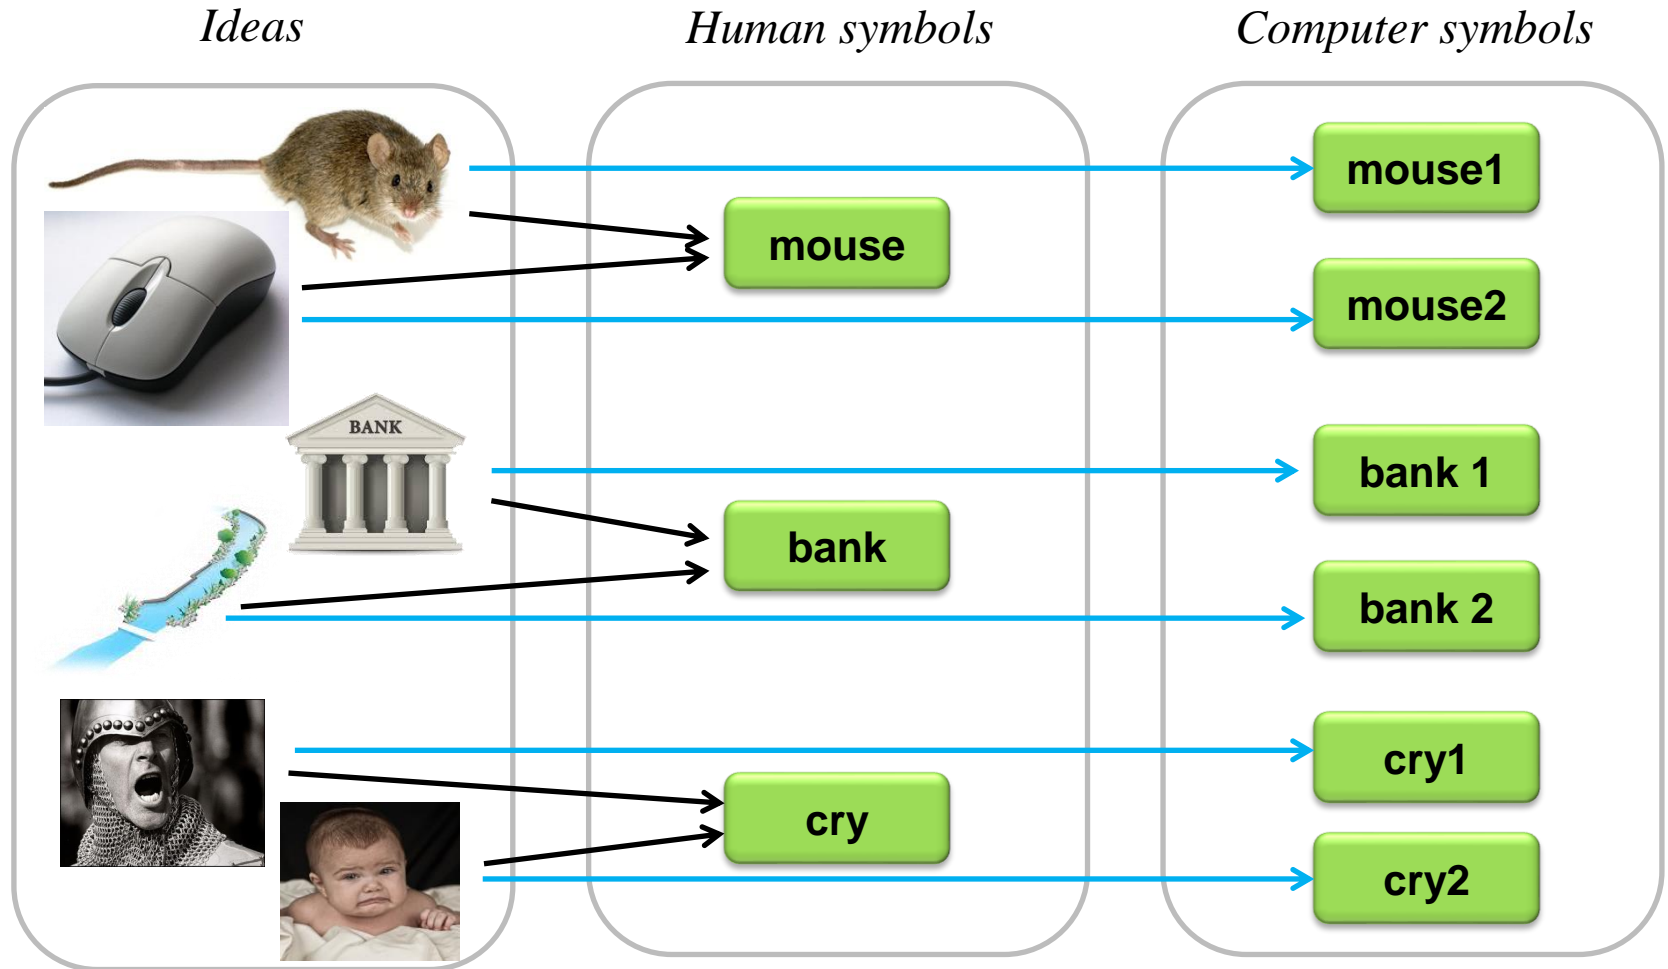 Ideas
Human symbols
Computer symbols
mouse1
mouse
mouse2
BANK
bank 1
bank
bank 2
cry1
cry
cry2